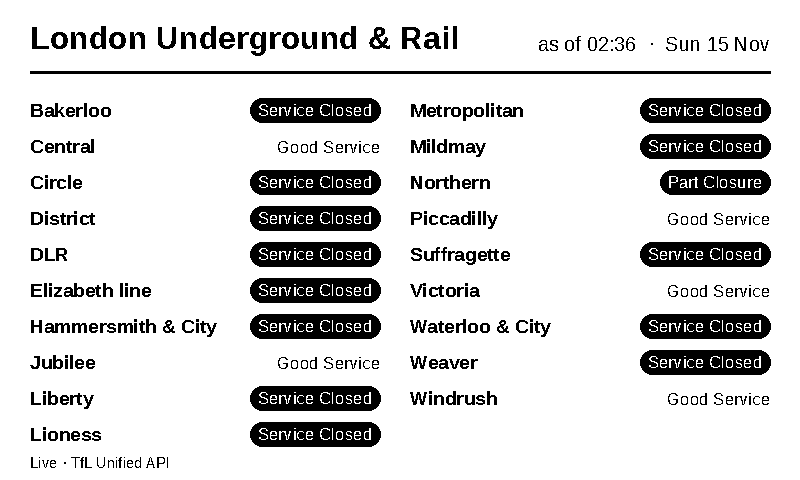 London Underground & Rail
as of 02:36 · Sun 15 Nov
Bakerloo Service Closed
Central Good Service
Circle Service Closed
District Service Closed
DLR Service Closed
Elizabeth line Service Closed
Hammersmith & City Service Closed
Jubilee Good Service
Liberty Service Closed
Lioness Service Closed
Metropolitan Service Closed
Mildmay Service Closed
Northern Part Closure
Piccadilly Good Service
Suffragette Service Closed
Victoria Good Service
Waterloo & City Service Closed
Weaver Service Closed
Windrush Good Service
Live · TfL Unified API